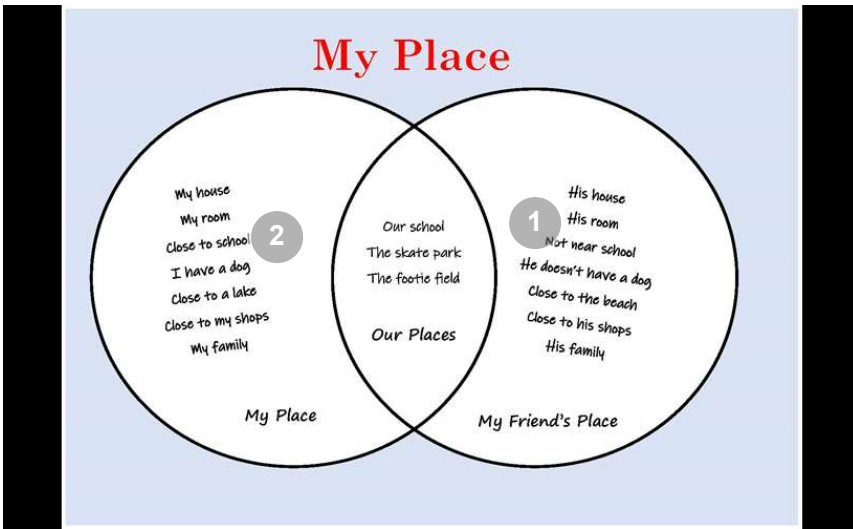 My Place
My house
My room
Close to school
I have a dog
Close to a lake
Close to my shops
My family
My Place
2
Our school
The skate park
The footie field
Our Places
1
His house
His room
Not near school
He doesn't have a dog
Close to the beach
Close to his shops
His family
My Friend's Place